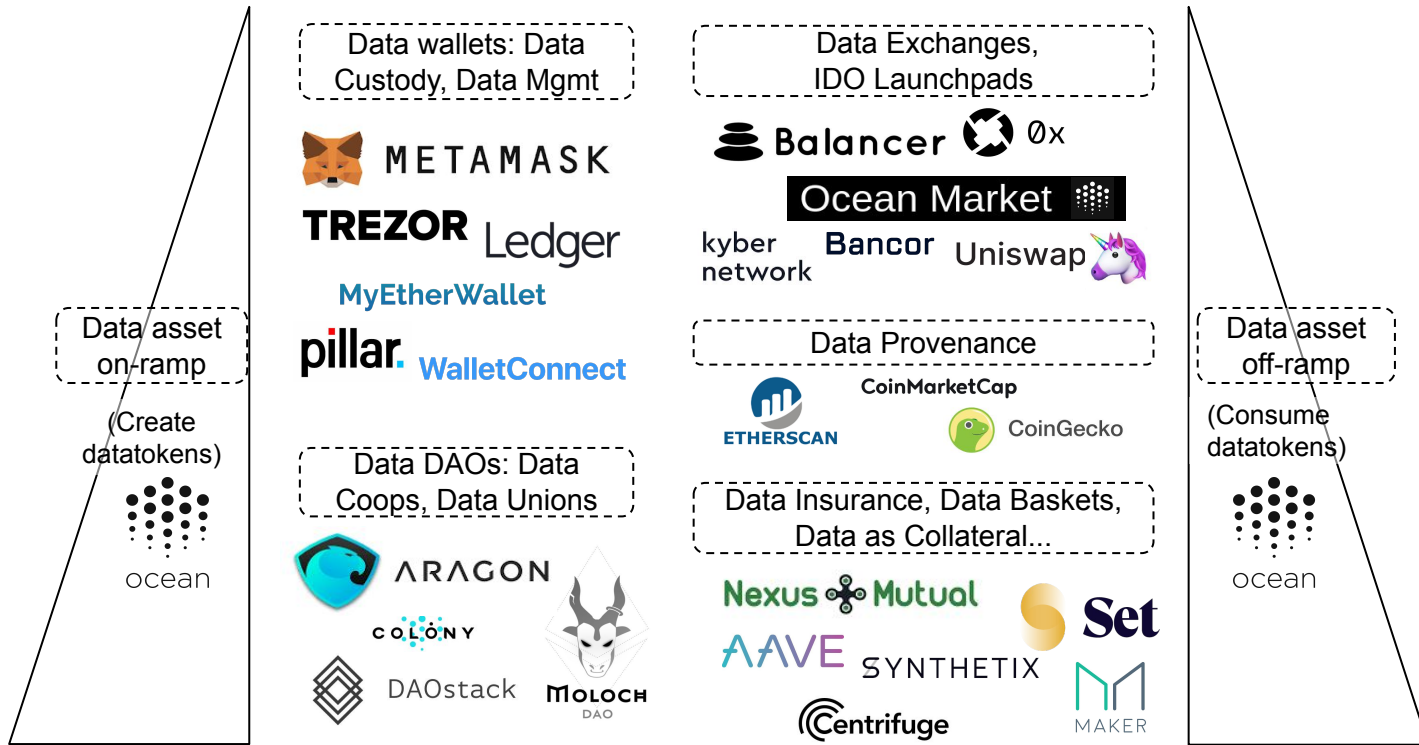 Data asset
on-ramp
(Create
datatokens)
ocean
Data wallets: Data
Custody, Data Mgmt
METAMASK
TREZOR
Ledger
MyEtherWallet
pillar.
WalletConnect
Data DAOs: Data
Coops, Data Unions
ARAGON
COLONY
DAOstack
MOLOCH
DAO
Data Exchanges,
IDO Launchpads
Balancer
0x
Ocean Market
kyber
network
Bancor
Uniswap
Data Provenance
ETHERSCAN
CoinMarketCap
CoinGecko
Data Insurance, Data Baskets,
Data as Collateral...
Nexus Mutual
Set
AAVE
SYNTHETIX
Centrifuge
MAKER
Data asset
off-ramp
(Consume
datatokens)
ocean